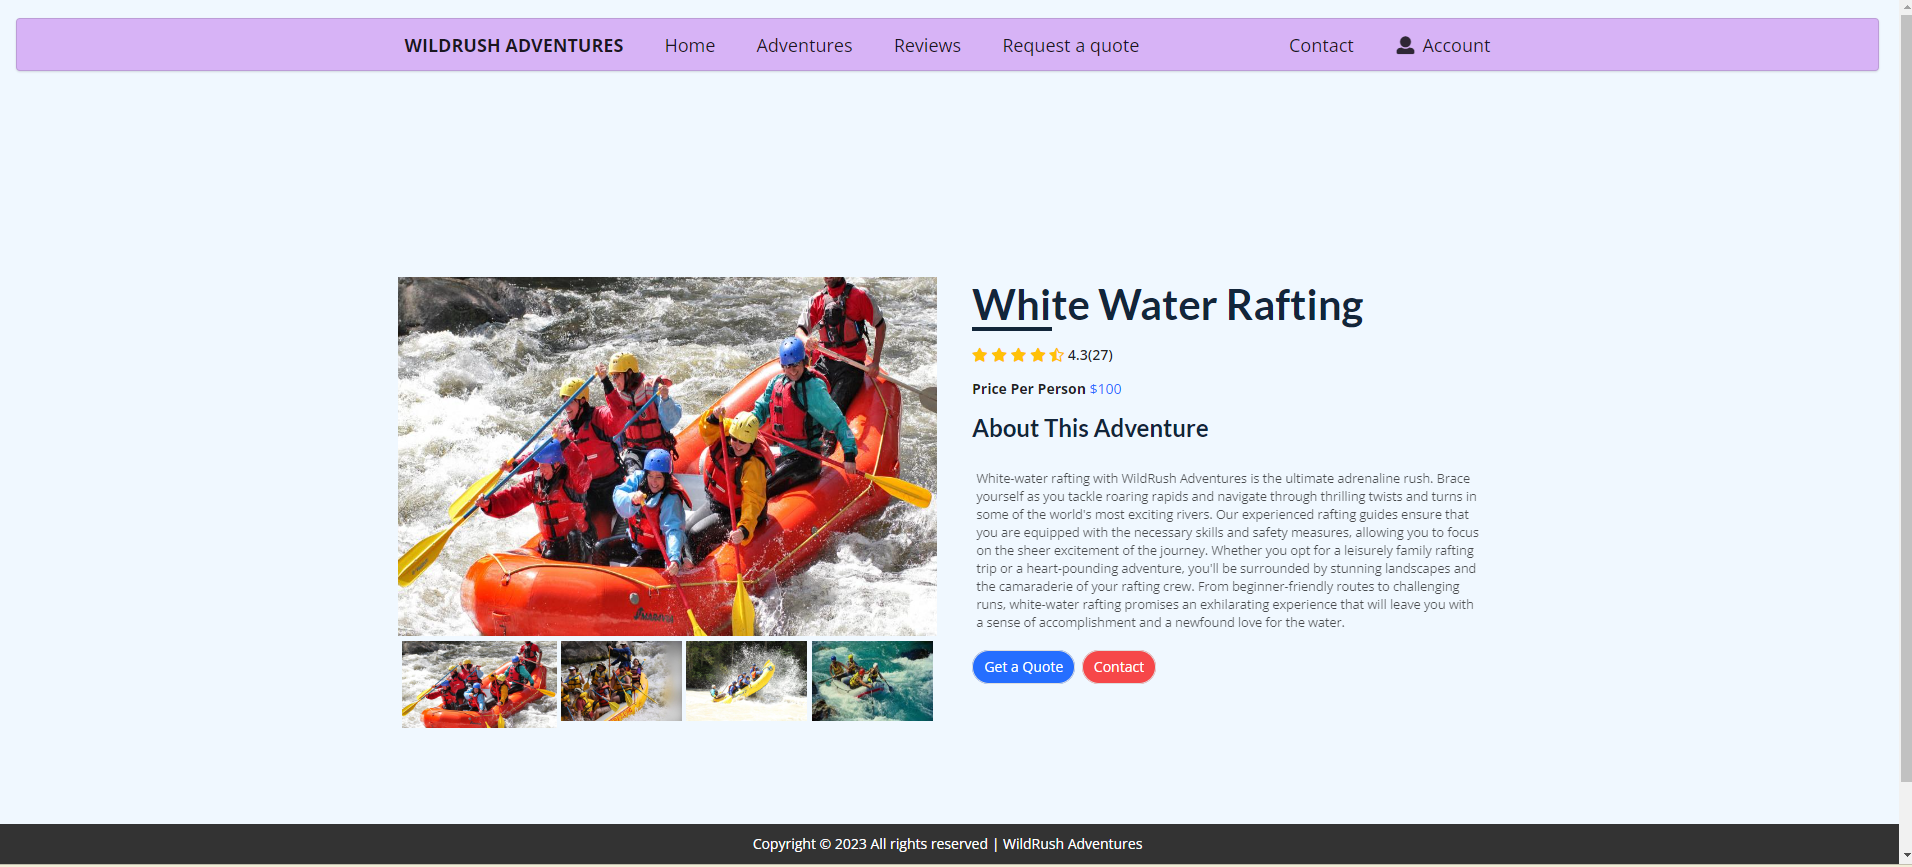 WILDRUSH ADVENTURES Home Adventures Reviews Request a quote Contact Account
White Water Rafting
4.3(27)
Price Per Person $100
About This Adventure
White-water rafting with WildRush Adventures is the ultimate adrenaline rush. Brace
yourself as you tackle roaring rapids and navigate through thrilling twists and turns in
some of the world's most exciting rivers. Our experienced rafting guides ensure that
you are equipped with the necessary skills and safety measures, allowing you to focus
on the sheer excitement of the journey. Whether you opt for a leisurely family rafting
trip or a heart-pounding adventure, you'll be surrounded by stunning landscapes and
the camaraderie of your rafting crew. From beginner-friendly routes to challenging
runs, white-water rafting promises an exhilarating experience that will leave you with
a sense of accomplishment and a newfound love for the water.
Get a Quote Contact
Copyright © 2023 All rights reserved | WildRush Adventures